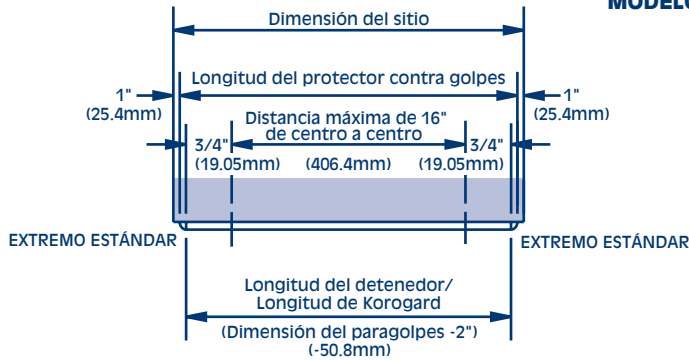 MODELO
Dimensión del sitio
Longitud del protector contra golpes
1"
(25.4mm)
1"
(25.4mm)
Distancia máxima de 16"
de centro a centro
3/4"
(19.05mm)
(406.4mm)
3/4"
(19.05mm)
EXTREMO ESTÁNDAR
EXTREMO ESTÁNDAR
Longitud del detenedor/
Longitud de Korogard
(Dimensión del paragolpes -2")
(-50.8mm)